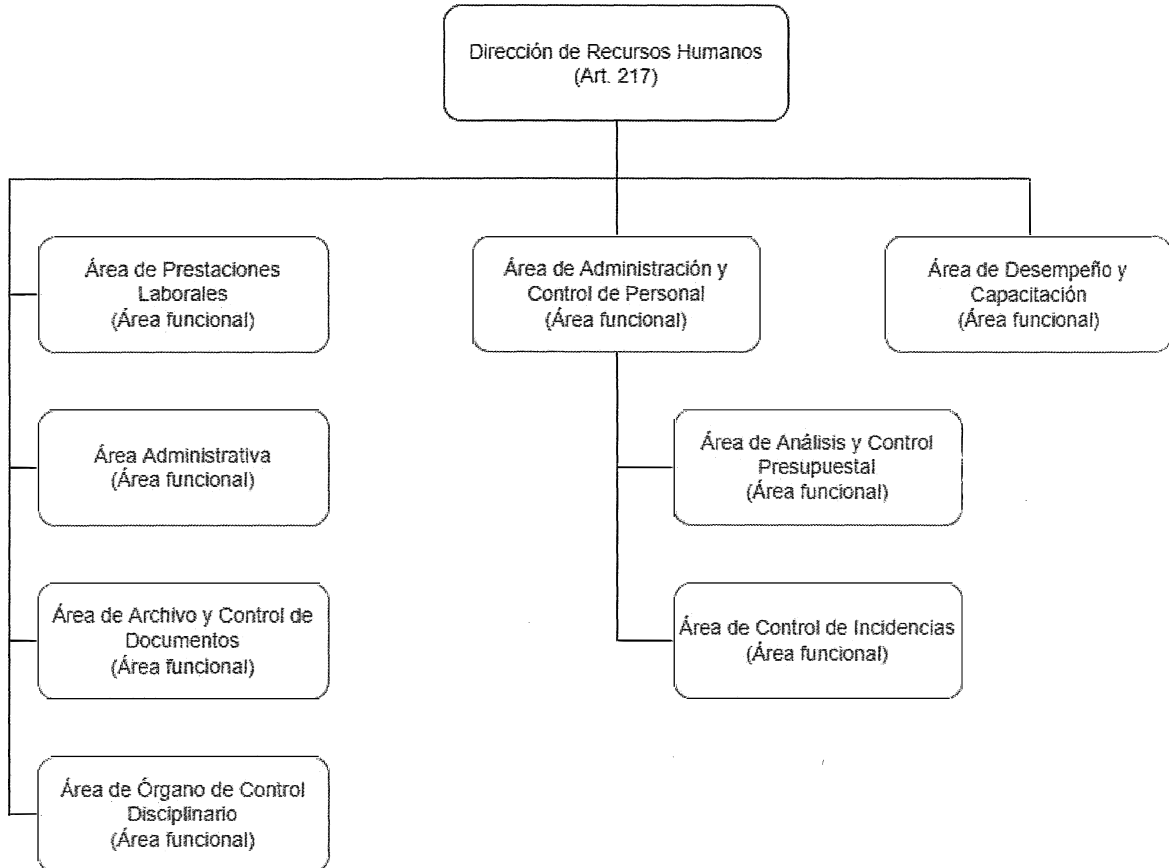 Dirección de Recursos Humanos
(Art. 217)
Área de Prestaciones
Laborales
(Área funcional)
Área de Administración y
Control de Personal
(Área funcional)
Área de Desempeño y
Capacitación
(Área funcional)
Área Administrativa
(Área funcional)
Área de Análisis y Control
Presupuestal
(Área funcional)
Área de Archivo y Control de
Documentos
(Área funcional)
Área de Control de Incidencias
(Área funcional)
Área de Órgano de Control
Disciplinario
(Área funcional)